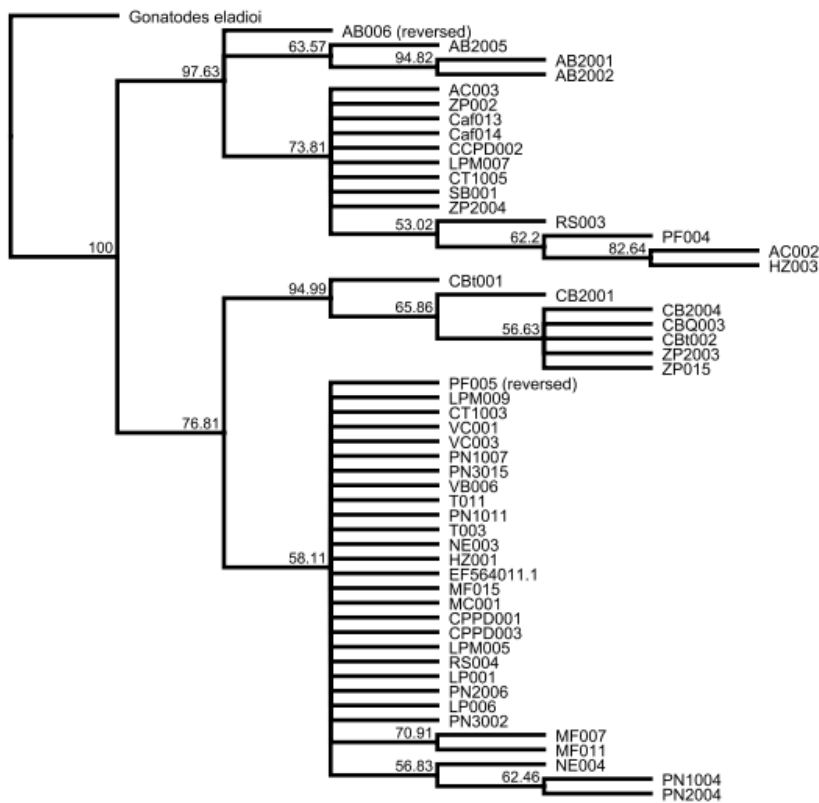 Gonatodes eladioi
AB006 (reversed)
63.57
AB2005
94.82
AB2001
97.63
AB2002
AC003
ZP002
Caf013
Caf014
73.81
CCPD002
LPM007
CT1005
SB001
ZP2004
53.02
RS003
62.2
PF004
100
82.64
AC002
HZ003
94.99
CBt001
65.86
CB2001
CB2004
56.63
CBQ003
CBt002
ZP2003
ZP015
PF005 (reversed)
LPM009
CT1003
76.81
VC001
VC003
PN1007
PN3015
VB006
T011
PN1011
T003
NE003
58.11
HZ001
EF564011.1
MF015
MC001
CPPD001
CPPD003
LPM005
RS004
LP001
PN2006
LP006
PN3002
70.91
MF007
MF011
56.83
NE004
62.46
PN1004
PN2004